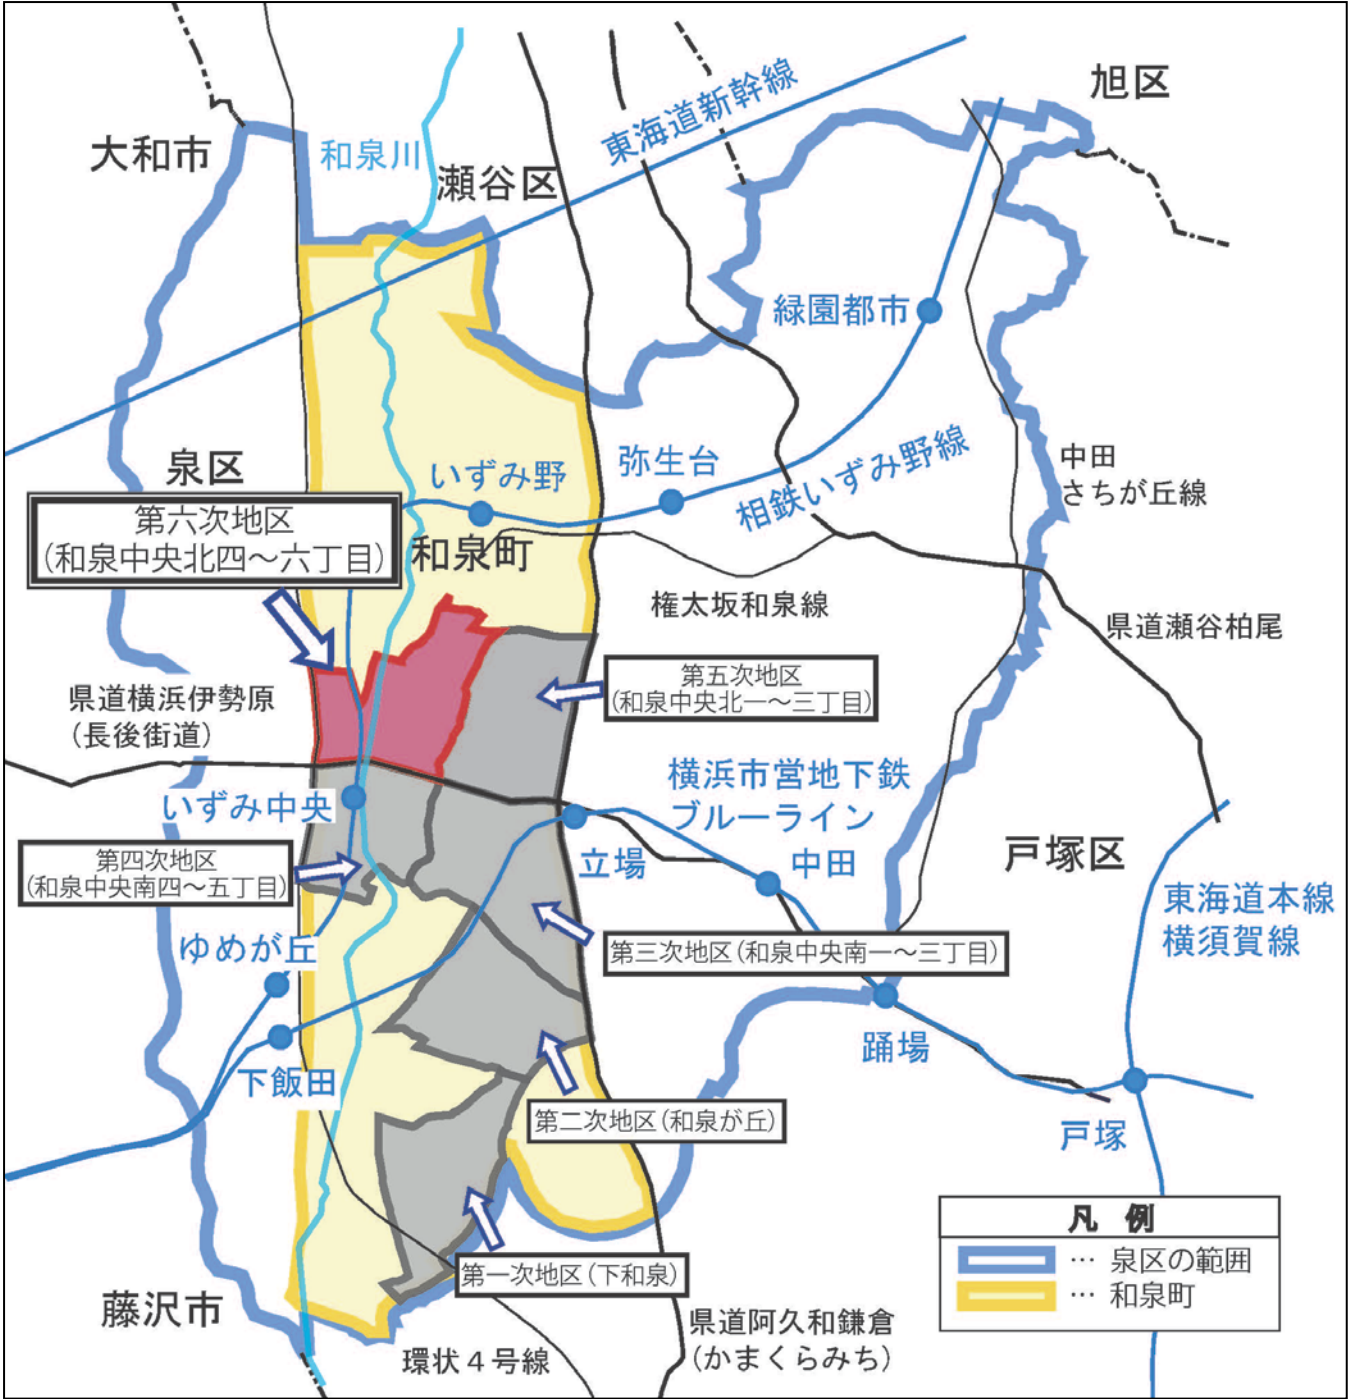 旭区
東海道新幹線
大和市
和泉川
瀬谷区
緑園都市
泉区
いずみ野
弥生台
相鉄いずみ野線
中田
さちが丘線
第六次地区
(和泉中央北四～六丁目)
和泉町
権太坂和泉線
県道瀬谷柏尾
第五次地区
(和泉中央北一～三丁目)
県道横浜伊勢原
(長後街道)
横浜市営地下鉄
ブルーライン
いずみ中央
立場
中田
戸塚区
第四次地区
(和泉中央南四～五丁目)
東海道本線
横須賀線
ゆめが丘
第三次地区(和泉中央南一～三丁目)
踊場
下飯田
第二次地区(和泉が丘)
戸塚
凡 例
… 泉区の範囲
… 和泉町
第一次地区(下和泉)
藤沢市
県道阿久和鎌倉
(かまくらみち)
環状４号線